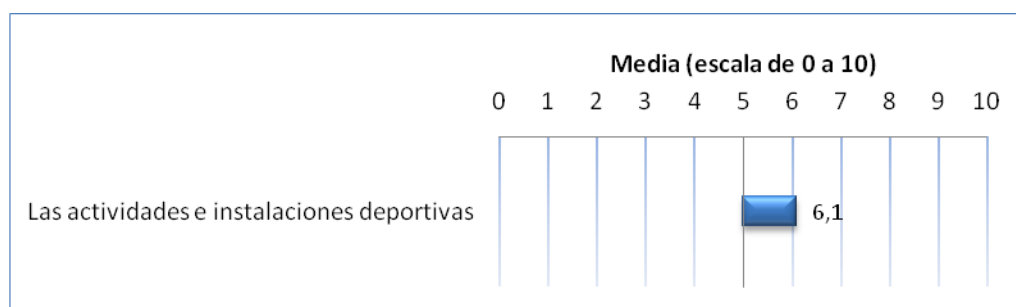 Media (escala de 0 a 10)
0 1 2 3 4 5 6 7 8 9 10
Las actividades e instalaciones deportivas 6,1